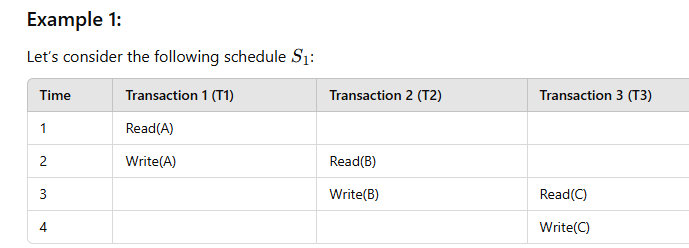 Example 1:
Let's consider the following schedule S₁:
Time Transaction 1 (T1) Transaction 2 (T2) Transaction 3 (T3)
1 Read(A)
2 Write(A) Read(B)
3 Write(B) Read(C)
4 Write(C)